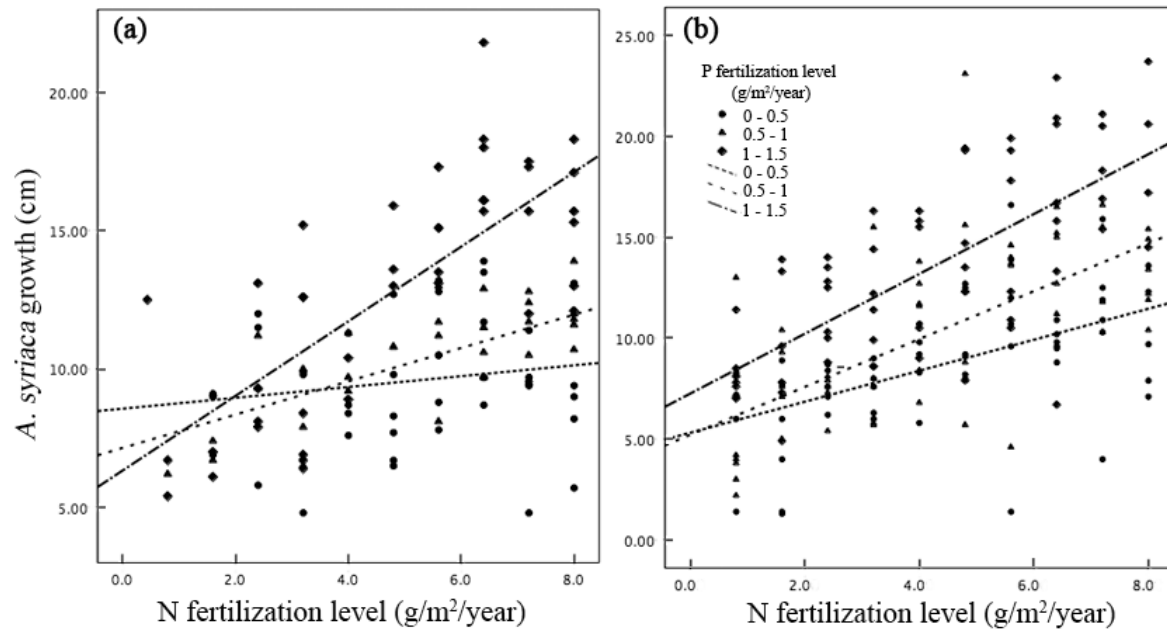 (a)
20.00
15.00
10.00
5.00
0.0
2.0
4.0
6.0
8.0
A. syriaca growth (cm)
N fertilization level (g/m²/year)
(b)
P fertilization level
(g/m²/year)
0 - 0.5
0.5 - 1
1 - 1.5
0 - 0.5
0.5 - 1
1 - 1.5
25.00
20.00
15.00
10.00
5.00
0.00
0.0
2.0
4.0
6.0
8.0
N fertilization level (g/m²/year)